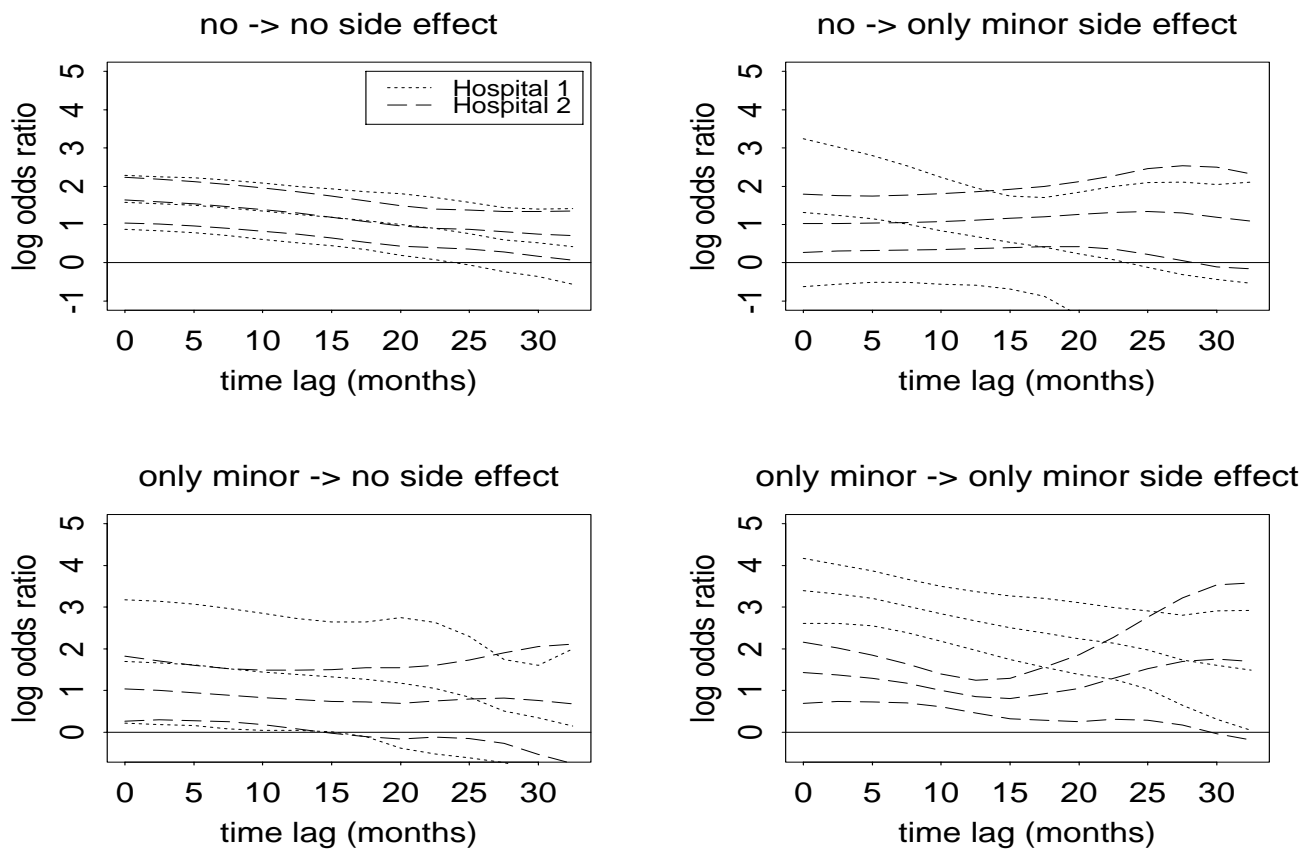 no -> no side effect
log odds ratio
5
4
3
2
1
0
-1
Hospital 1
Hospital 2
0 5 10 15 20 25 30
time lag (months)
no -> only minor side effect
log odds ratio
5
4
3
2
1
0
-1
0 5 10 15 20 25 30
time lag (months)
only minor -> no side effect
log odds ratio
5
4
3
2
1
0
0 5 10 15 20 25 30
time lag (months)
only minor -> only minor side effect
log odds ratio
5
4
3
2
1
0
0 5 10 15 20 25 30
time lag (months)